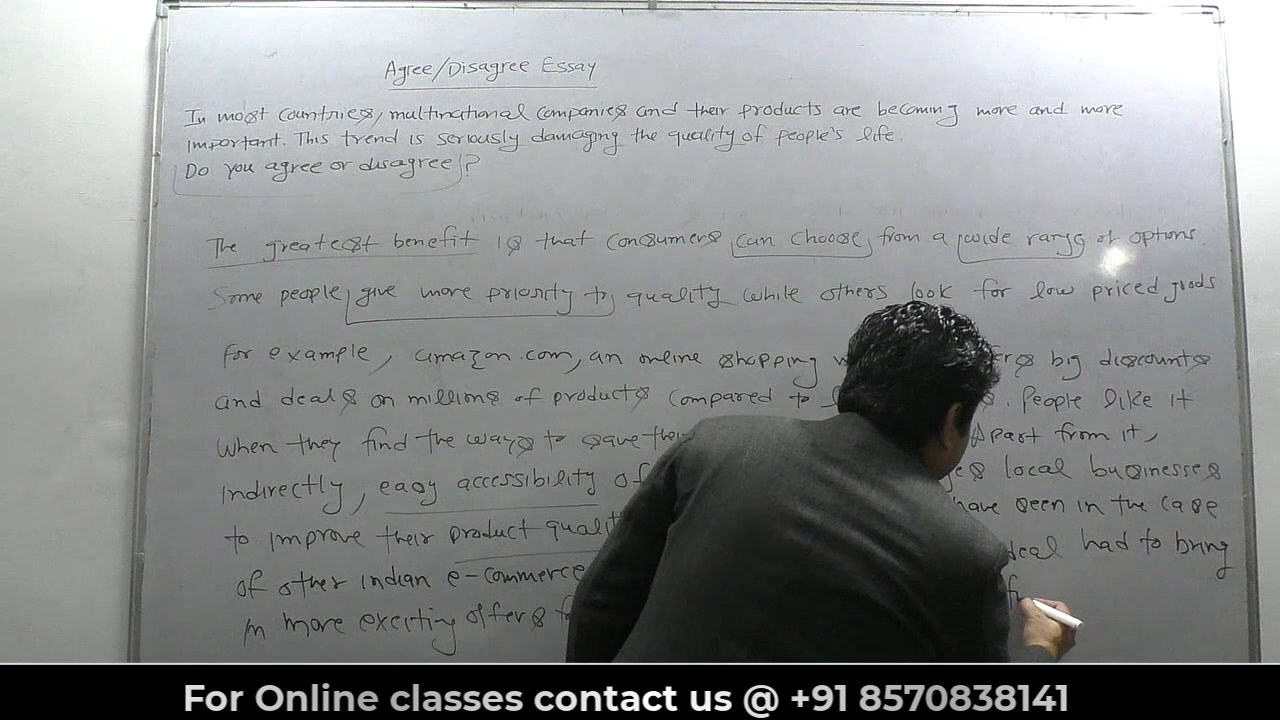 Agree/Disagree Essay
In most countries, multinational companies and their products are becoming more and more
important. This trend is seriously damaging the quality of people's life.
Do you agree or disagree?
The greatest benefit is that consumers can choose from a wide range of options.
Some people give more priority to quality while others look for low priced goods
For example, amazon.com, an online shopping big discounts
and deals on millions of products compared to . People like it
when they find the ways to save their Apart from it,
indirectly, easy accessibility of local businesses
to improve their product quality have seen in the case
of other Indian e-commerce deal had to bring
in more exciting offers
For Online classes contact us @ +91 8570838141